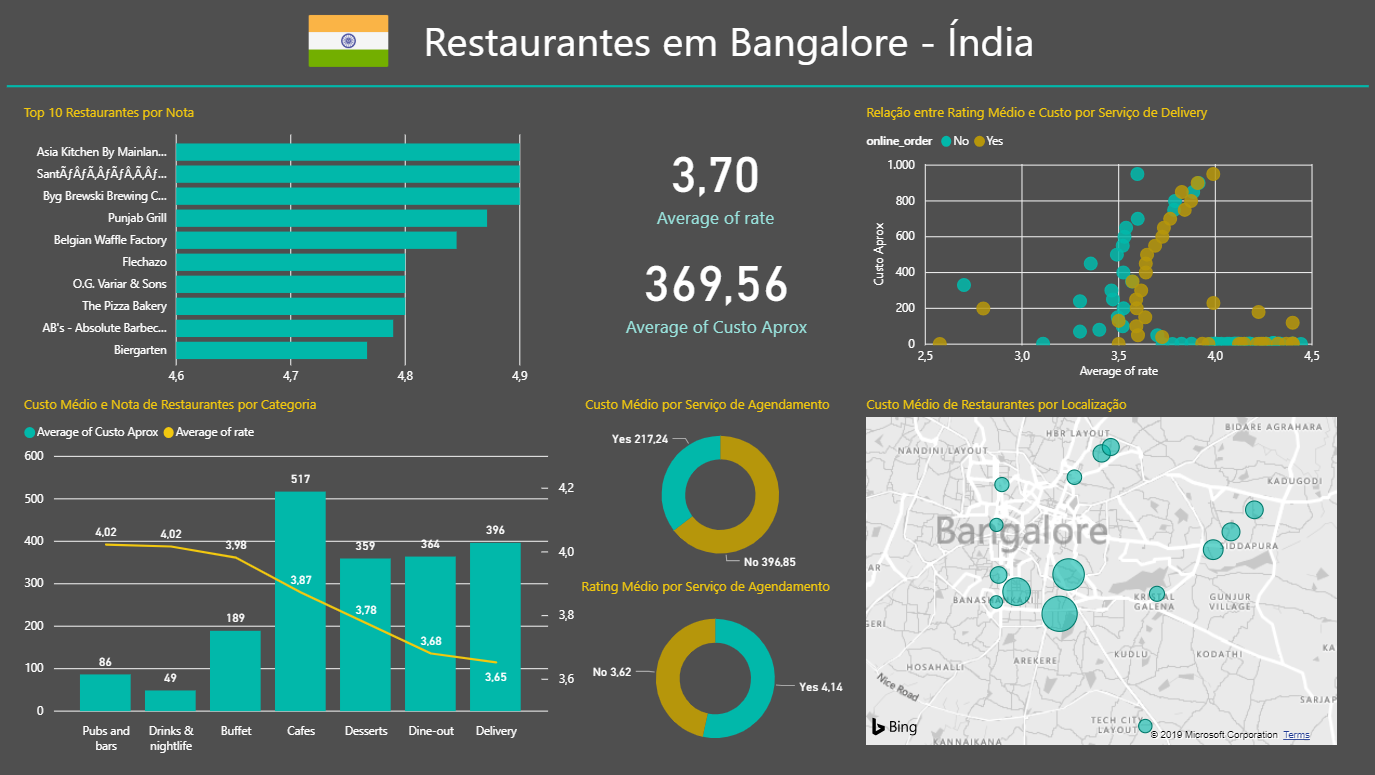 Restaurantes em Bangalore - Índia
Top 10 Restaurantes por Nota
Asia Kitchen By Mainlan...
SantÃƒÂƒÃ‚ÂƒÃƒÂ‚Ã‚Âƒ...
Byg Brewski Brewing C...
Punjab Grill
Belgian Waffle Factory
Flechazo
O.G. Variar & Sons
The Pizza Bakery
AB's - Absolute Barbec...
Biergarten
4,6 4,7 4,8 4,9
3,70
Average of rate
369,56
Average of Custo Aprox
Relação entre Rating Médio e Custo por Serviço de Delivery
online_order No Yes
1.000
800
600
400
200
0
Custo Aprox
2,5 3,0 3,5 4,0 4,5
Average of rate
Custo Médio e Nota de Restaurantes por Categoria
Average of Custo Aprox Average of rate
600
500
400
300
200
100
0
4,2
4,0
3,8
3,6
517
4,02 4,02 3,98
359 364 396
3,87
3,78
189
3,68
86
49
3,65
Pubs and bars
Drinks & nightlife
Buffet
Cafes
Desserts
Dine-out
Delivery
Custo Médio por Serviço de Agendamento
Yes 217,24
No 396,85
Rating Médio por Serviço de Agendamento
No 3,62
Yes 4,14
Custo Médio de Restaurantes por Localização
BIDARE AGRAHARA
HBR LAYOUT
NANDINI LAYOUT
KADUGODI
Bangalore
SIDDAPURA
AR
BANASHANKARI
KRISTAL GALENA
GUNJUR VILLAGE
GERI
KUDLU
KODATHI
KA
HOSAHALLI
AREKERE
Nice Road
SARJAP
TECH CITY LAYOUT
Bing
© 2019 Microsoft Corporation Terms
KANNAIKANA